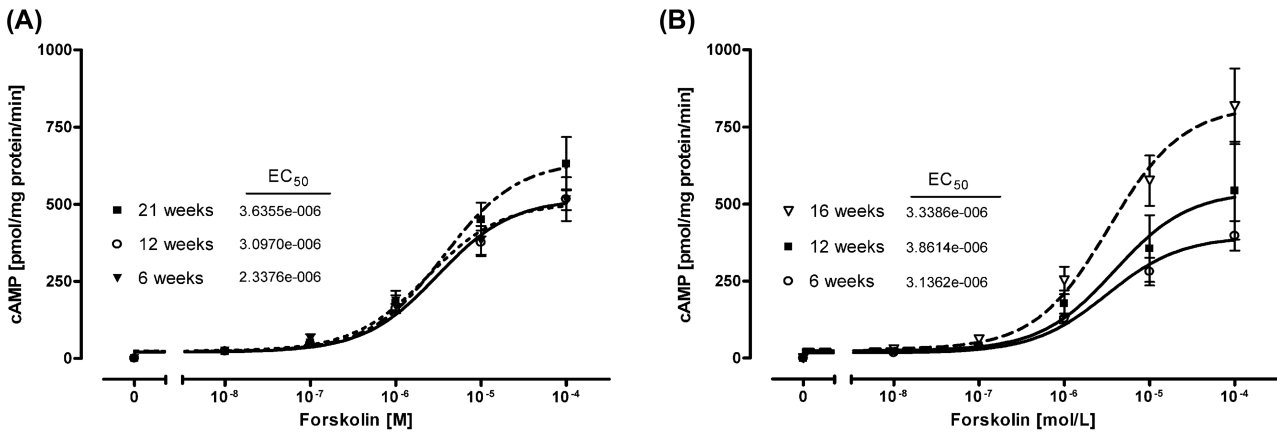 (A)
cAMP [pmol/mg protein/min]
1000
750
500
250
0
EC50
21 weeks 3.6355e-006
12 weeks 3.0970e-006
6 weeks 2.3376e-006
0 10-8 10-7 10-6 10-5 10-4
Forskolin [M]
(B)
cAMP [pmol/mg protein/min]
1000
750
500
250
0
EC50
16 weeks 3.3386e-006
12 weeks 3.8614e-006
6 weeks 3.1362e-006
0 10-8 10-7 10-6 10-5 10-4
Forskolin [mol/L]